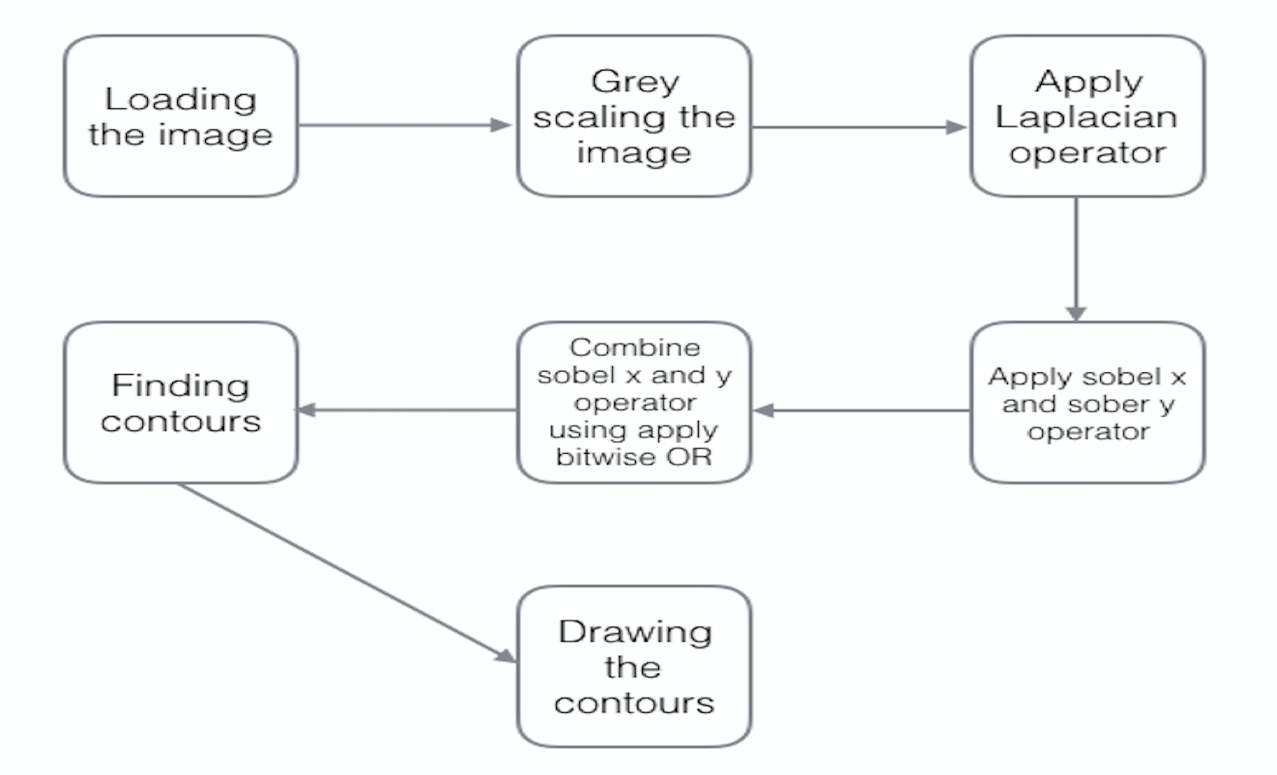 Loading
the image
Grey
scaling the
image
Apply
Laplacian
operator
Apply sobel x
and sober y
operator
Combine
sobel x and y
operator
using apply
bitwise OR
Finding
contours
Drawing
the
contours